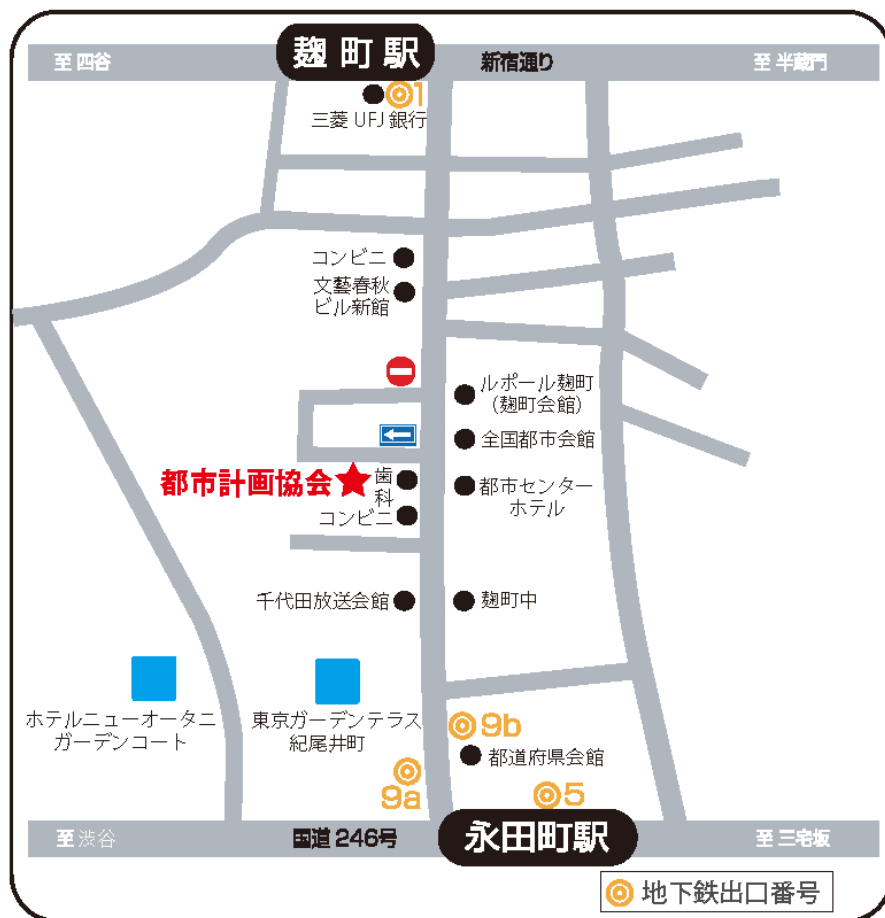 麹町駅
至 四谷
新宿通り
至 半蔵門
1
三菱 UFJ 銀行
コンビニ
文藝春秋
ビル新館
ルポール麹町
(麹町会館)
全国都市会館
都市計画協会
歯
科
都市センター
ホテル
コンビニ
千代田放送会館
麹町中
ホテルニューオータニ
ガーデンコート
東京ガーデンテラス
紀尾井町
9b
都道府県会館
9a
5
至 渋谷
国道 246号
永田町駅
至 三宅坂
地下鉄出口番号